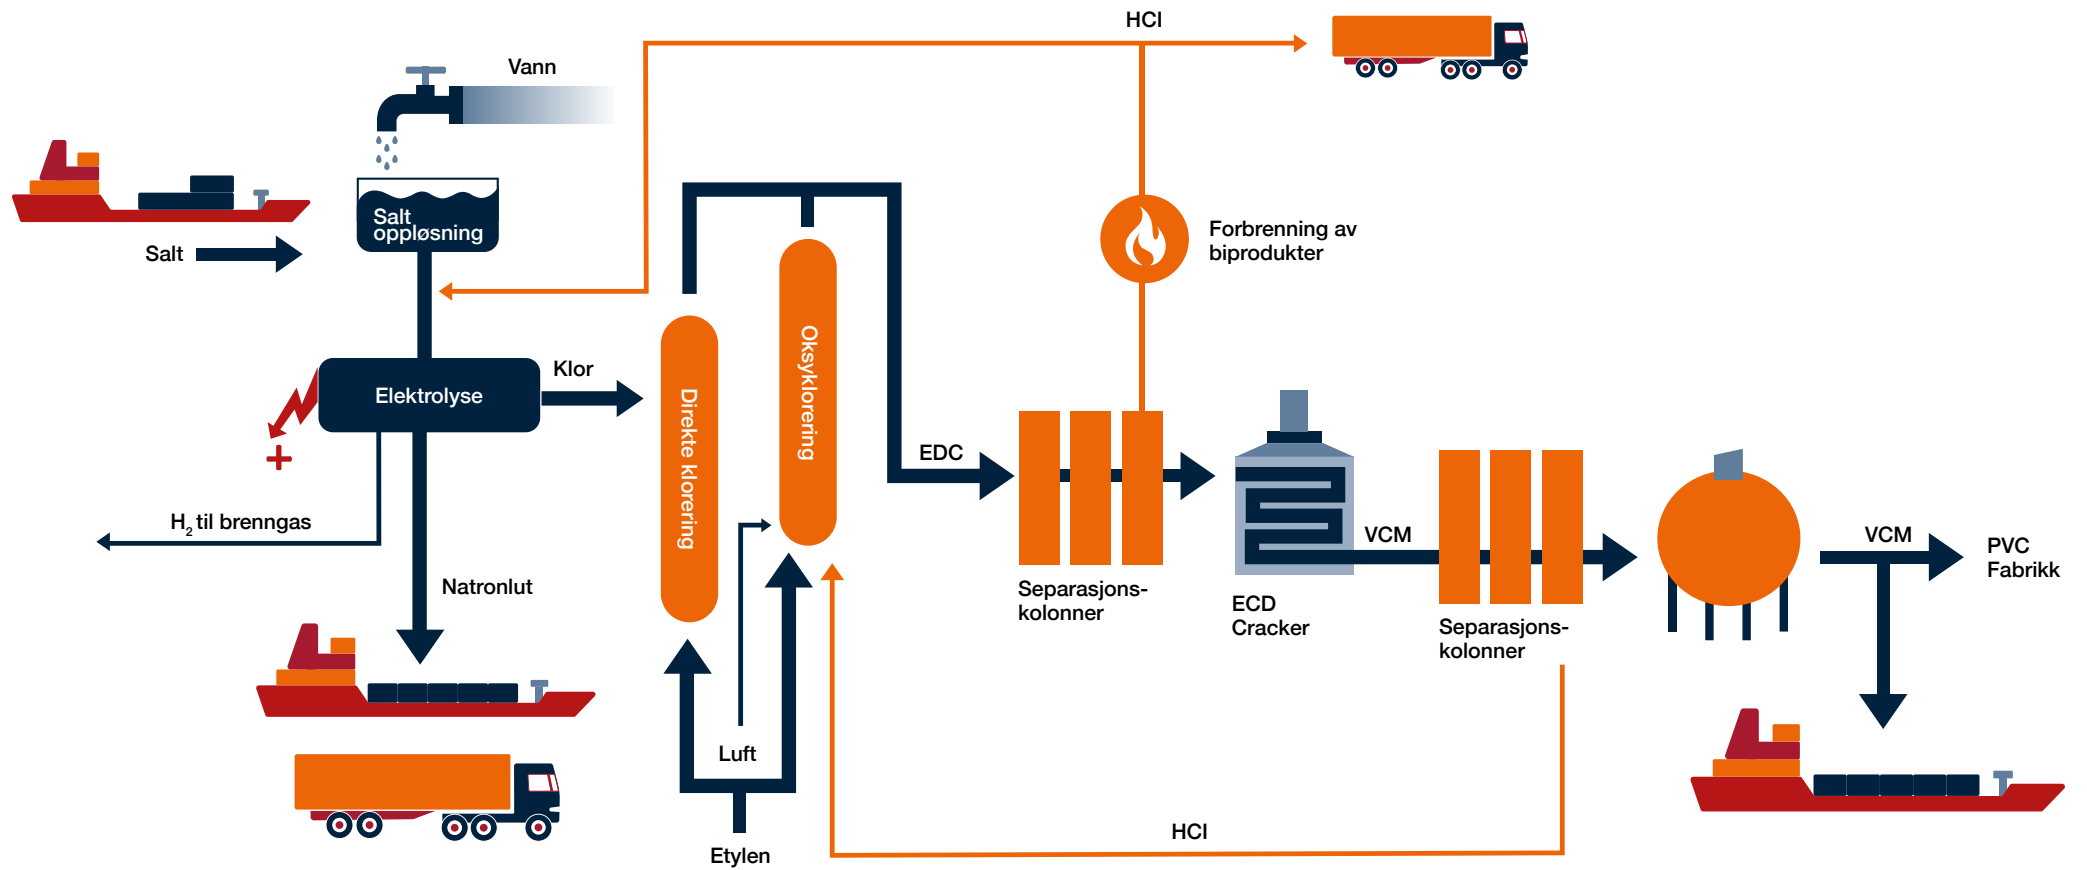 HCl
Vann
Salt
oppløsning
Salt
Forbrenning av
biprodukter
Klor
Elektrolyse
Direkte klorering
Oksyklorering
EDC
H2 til brenngas
VCM
VCM
PVC
Fabrikk
Natronlut
Separasjons-
kolonner
ECD
Cracker
Separasjons-
kolonner
Luft
HCl
Etylen